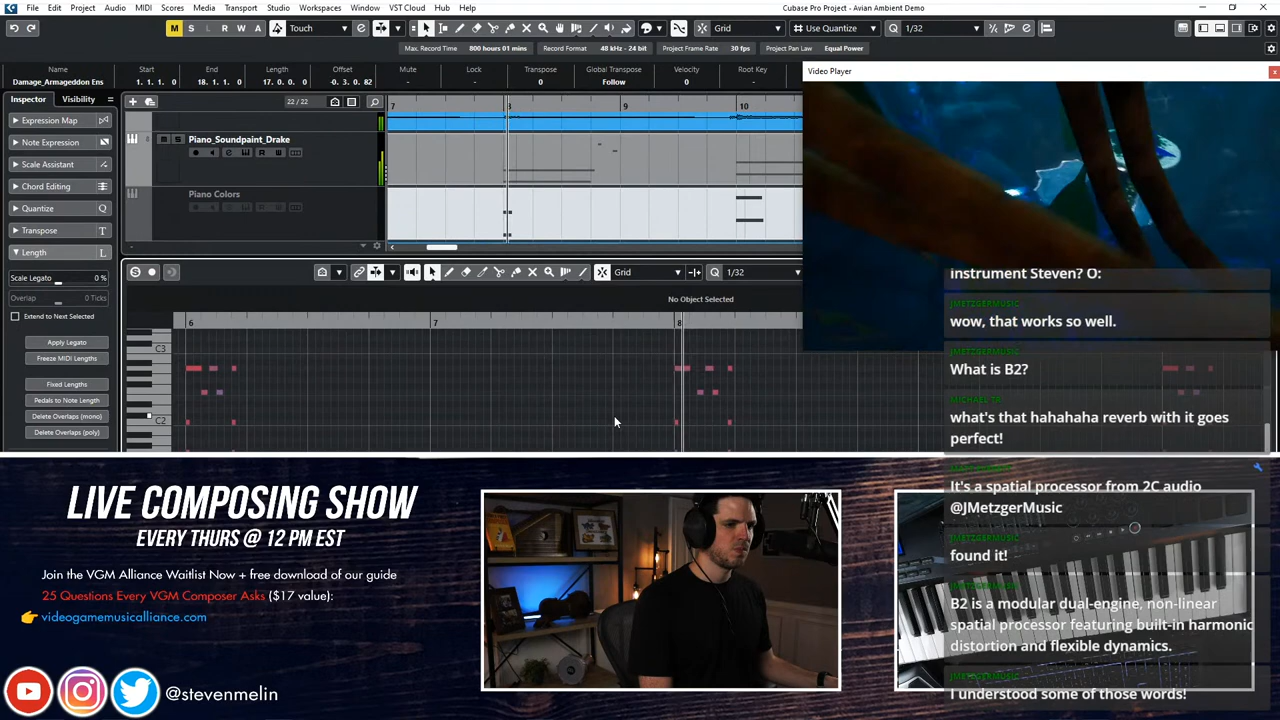 File Edit Project Audio MIDI Scores Media Transport Studio Workspaces Window VST Cloud Hub Help
Cubase Pro Project - Avian Ambient Demo
M S L R W A Touch Grid Use Quantize Q 1/32
Max. Record Time 800 hours 01 mins Record Format 48 kHz - 24 bit Project Frame Rate 30 fps Project Pan Law Equal Power
Name Start End Length Offset Mute Lock Transpose Global Transpose Velocity Root Key
Damage_Armageddon Ens 1. 1. 1. 0 18. 1. 1. 0 17. 0. 0. 0 -0. 3. 0. 82 - - 0 Follow 0 -
Video Player
Inspector Visibility
22 / 22
7 8 9 10
Expression Map
Note Expression
Scale Assistant
Chord Editing
Quantize Q
Transpose T
Length L
Scale Legato 0 %
Overlap 0 Ticks
Extend to Next Selected
Apply Legato
Freeze MIDI Lengths
Fixed Lengths
Pedals to Note Length
Delete Overlaps (mono)
Delete Overlaps (poly)
M S Piano_Soundpaint_Drake
R W
Piano Colors
R W
S Grid Q 1/32
No Object Selected
6 7 8
C3
C2
instrument Steven? O:
JMETZGERMUSIC
wow, that works so well.
JMETZGERMUSIC
What is B2?
MICHAEL TR
what's that hahahaha reverb with it goes
perfect!
It's a spatial processor from 2C audio
@JMetzgerMusic
JMETZGERMUSIC
found it!
JMETZGERMUSIC
B2 is a modular dual-engine, non-linear
spatial processor featuring built-in harmonic
distortion and flexible dynamics.
JMETZGERMUSIC
I understood some of those words!
LIVE COMPOSING SHOW
EVERY THURS @ 12 PM EST
Join the VGM Alliance Waitlist Now + free download of our guide
25 Questions Every VGM Composer Asks ($17 value):
videogamemusicalliance.com
@stevenmelin